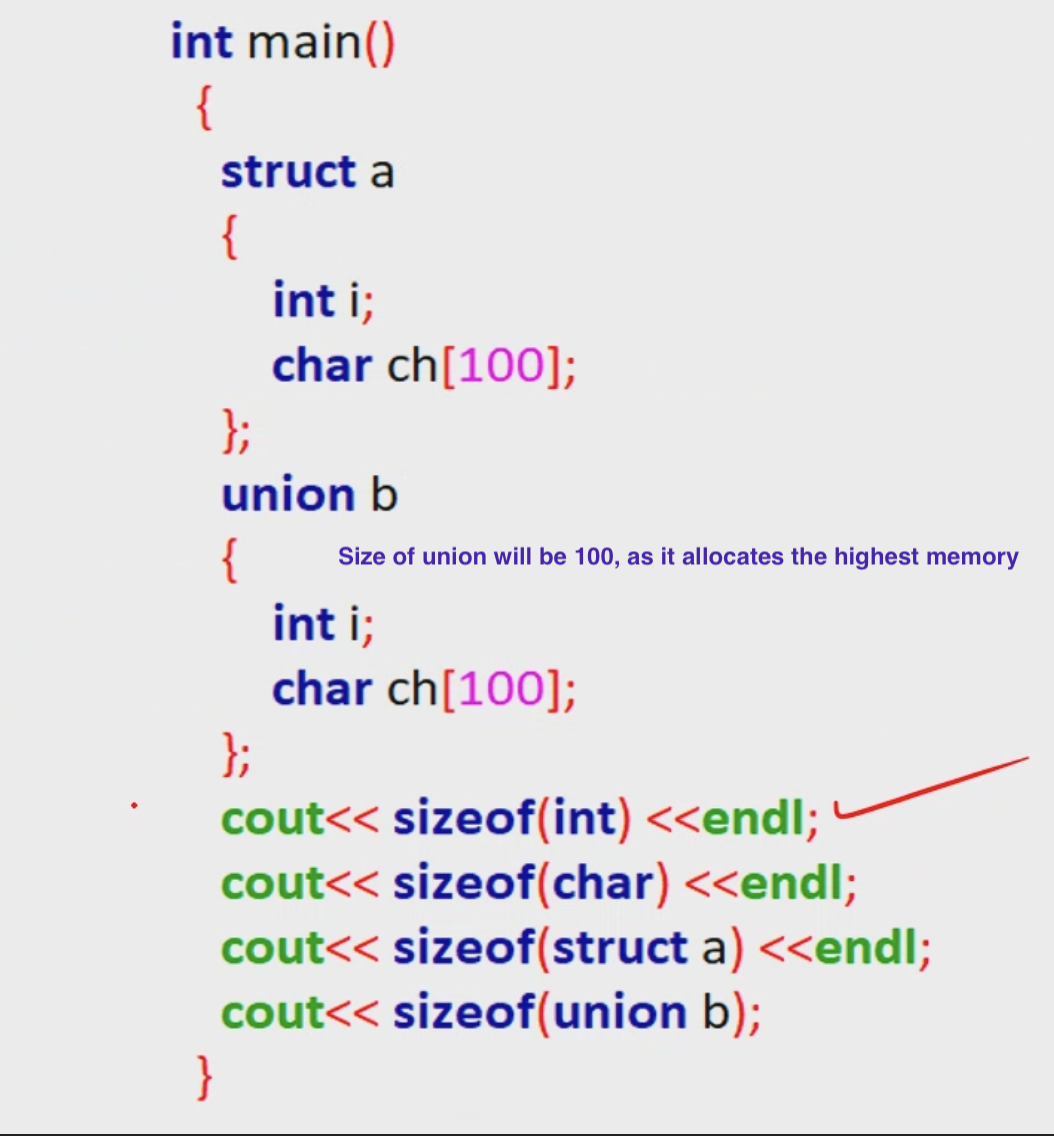 int main()
{
struct a
{
int i;
char ch[100];
};
union b
{ Size of union will be 100, as it allocates the highest memory
int i;
char ch[100];
};
cout<< sizeof(int) <<endl;
cout<< sizeof(char) <<endl;
cout<< sizeof(struct a) <<endl;
cout<< sizeof(union b);
}